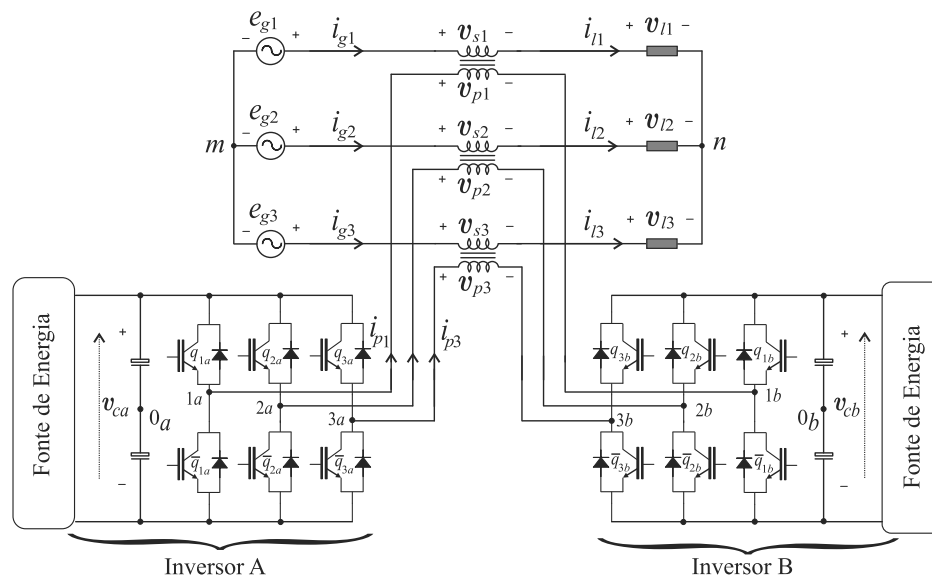 e_g1 + i_g1 + v_s1 − i_l1 + v_l1 −
−
+ v_p1 −
m e_g2 + i_g2 + v_s2 − i_l2 + v_l2 − n
−
+ v_p2 −
e_g3 + i_g3 + v_s3 − i_l3 + v_l3 −
−
+ v_p3 −
Fonte de Energia
+ v_ca −
0_a
q_1a q_2a q_3a
i_p1 i_p3
1a 2a 3a
q̄_1a q̄_2a q̄_3a
Inversor A
q_3b q_2b q_1b
3b 2b 1b
q̄_3b q̄_2b q̄_1b
0_b
+ v_cb −
Fonte de Energia
Inversor B